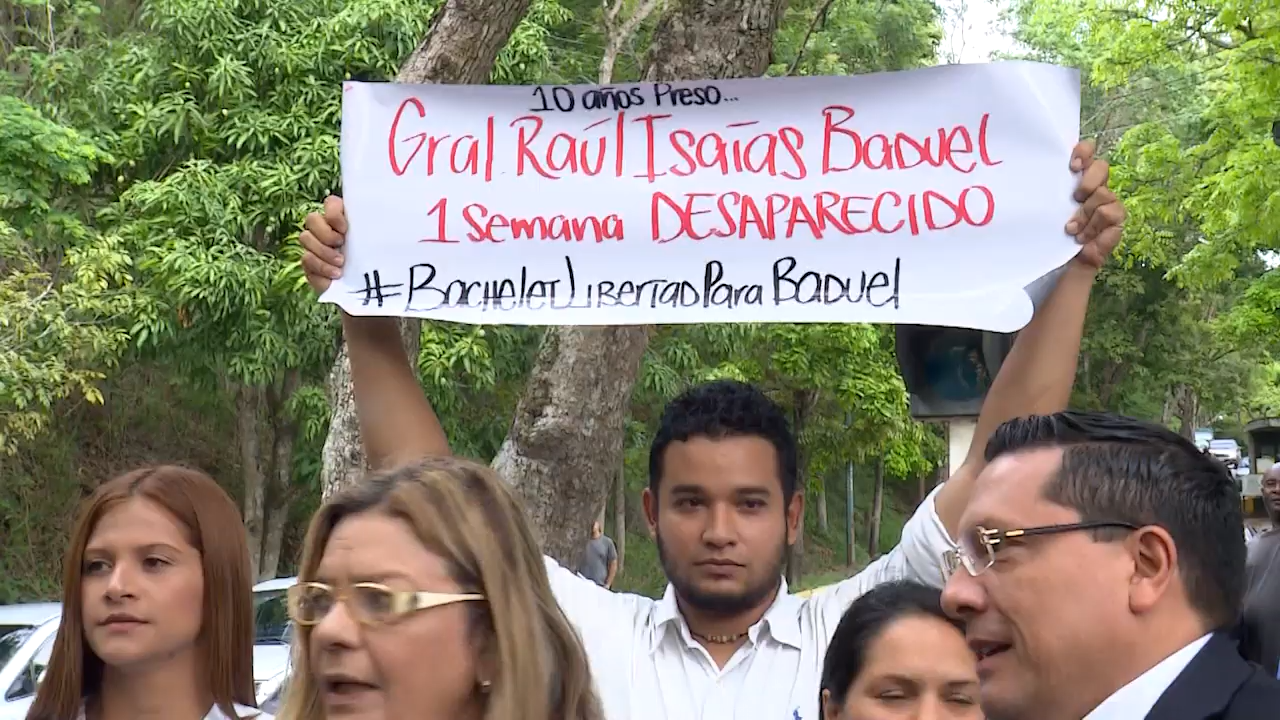 10 años Preso...
Gral. Raúl Isaías Baduel
1 Semana DESAPARECIDO
#BacheletLibertadParaBaduel